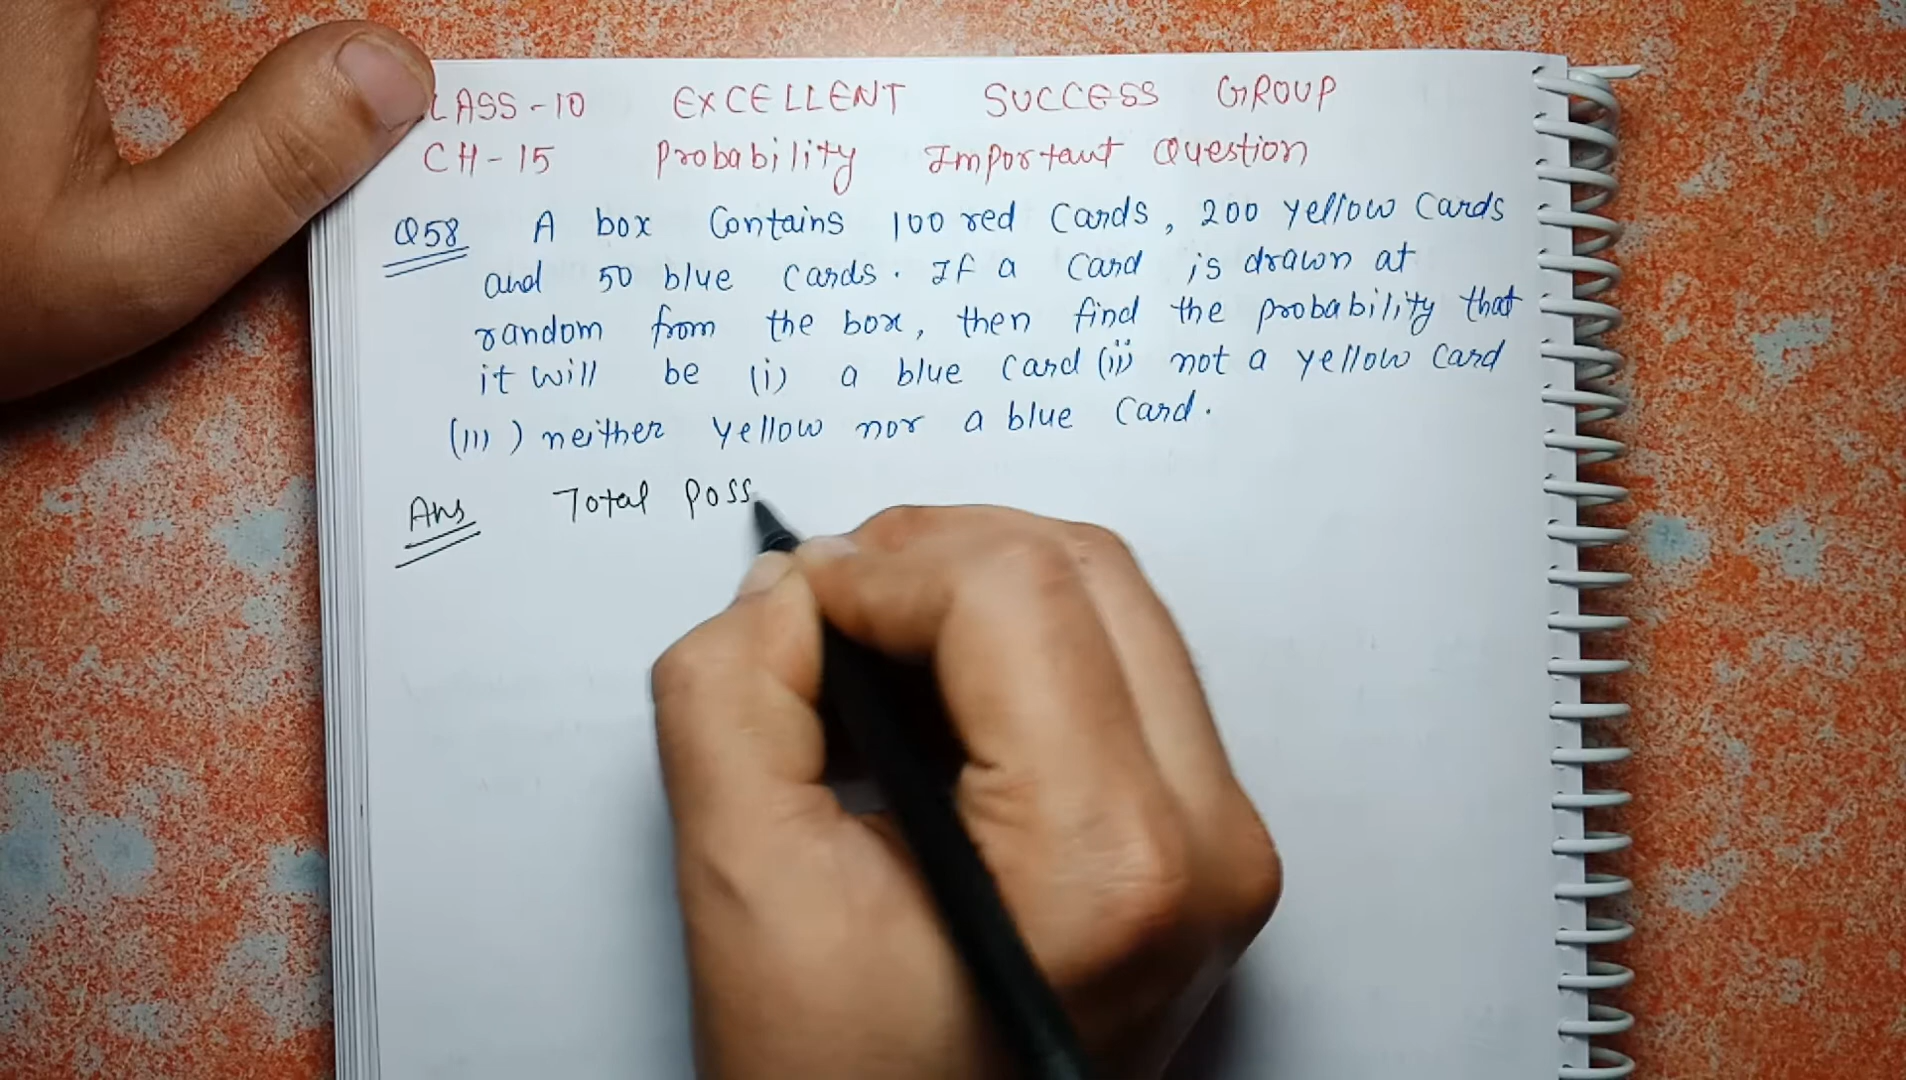 CLASS-10 EXCELLENT SUCCESS GROUP
CH-15 Probability Important Question
Q58 A box Contains 100 red Cards, 200 yellow Cards
and 50 blue cards. If a Card is drawn at
random from the box, then find the probability that
it will be (i) a blue Card (ii) not a yellow Card
(iii) neither yellow nor a blue Card.
Ans Total Poss